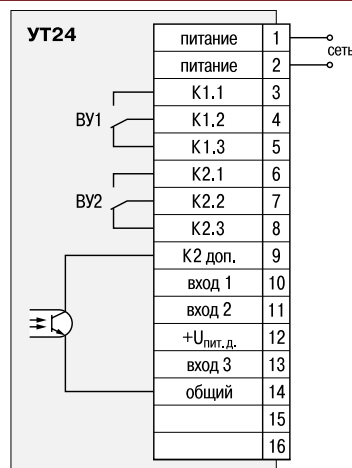 УТ24
питание 1
сеть
питание 2
К1.1 3
ВУ1 К1.2 4
К1.3 5
К2.1 6
ВУ2 К2.2 7
К2.3 8
К2 доп. 9
вход 1 10
вход 2 11
+Uпит. д. 12
вход 3 13
общий 14
15
16